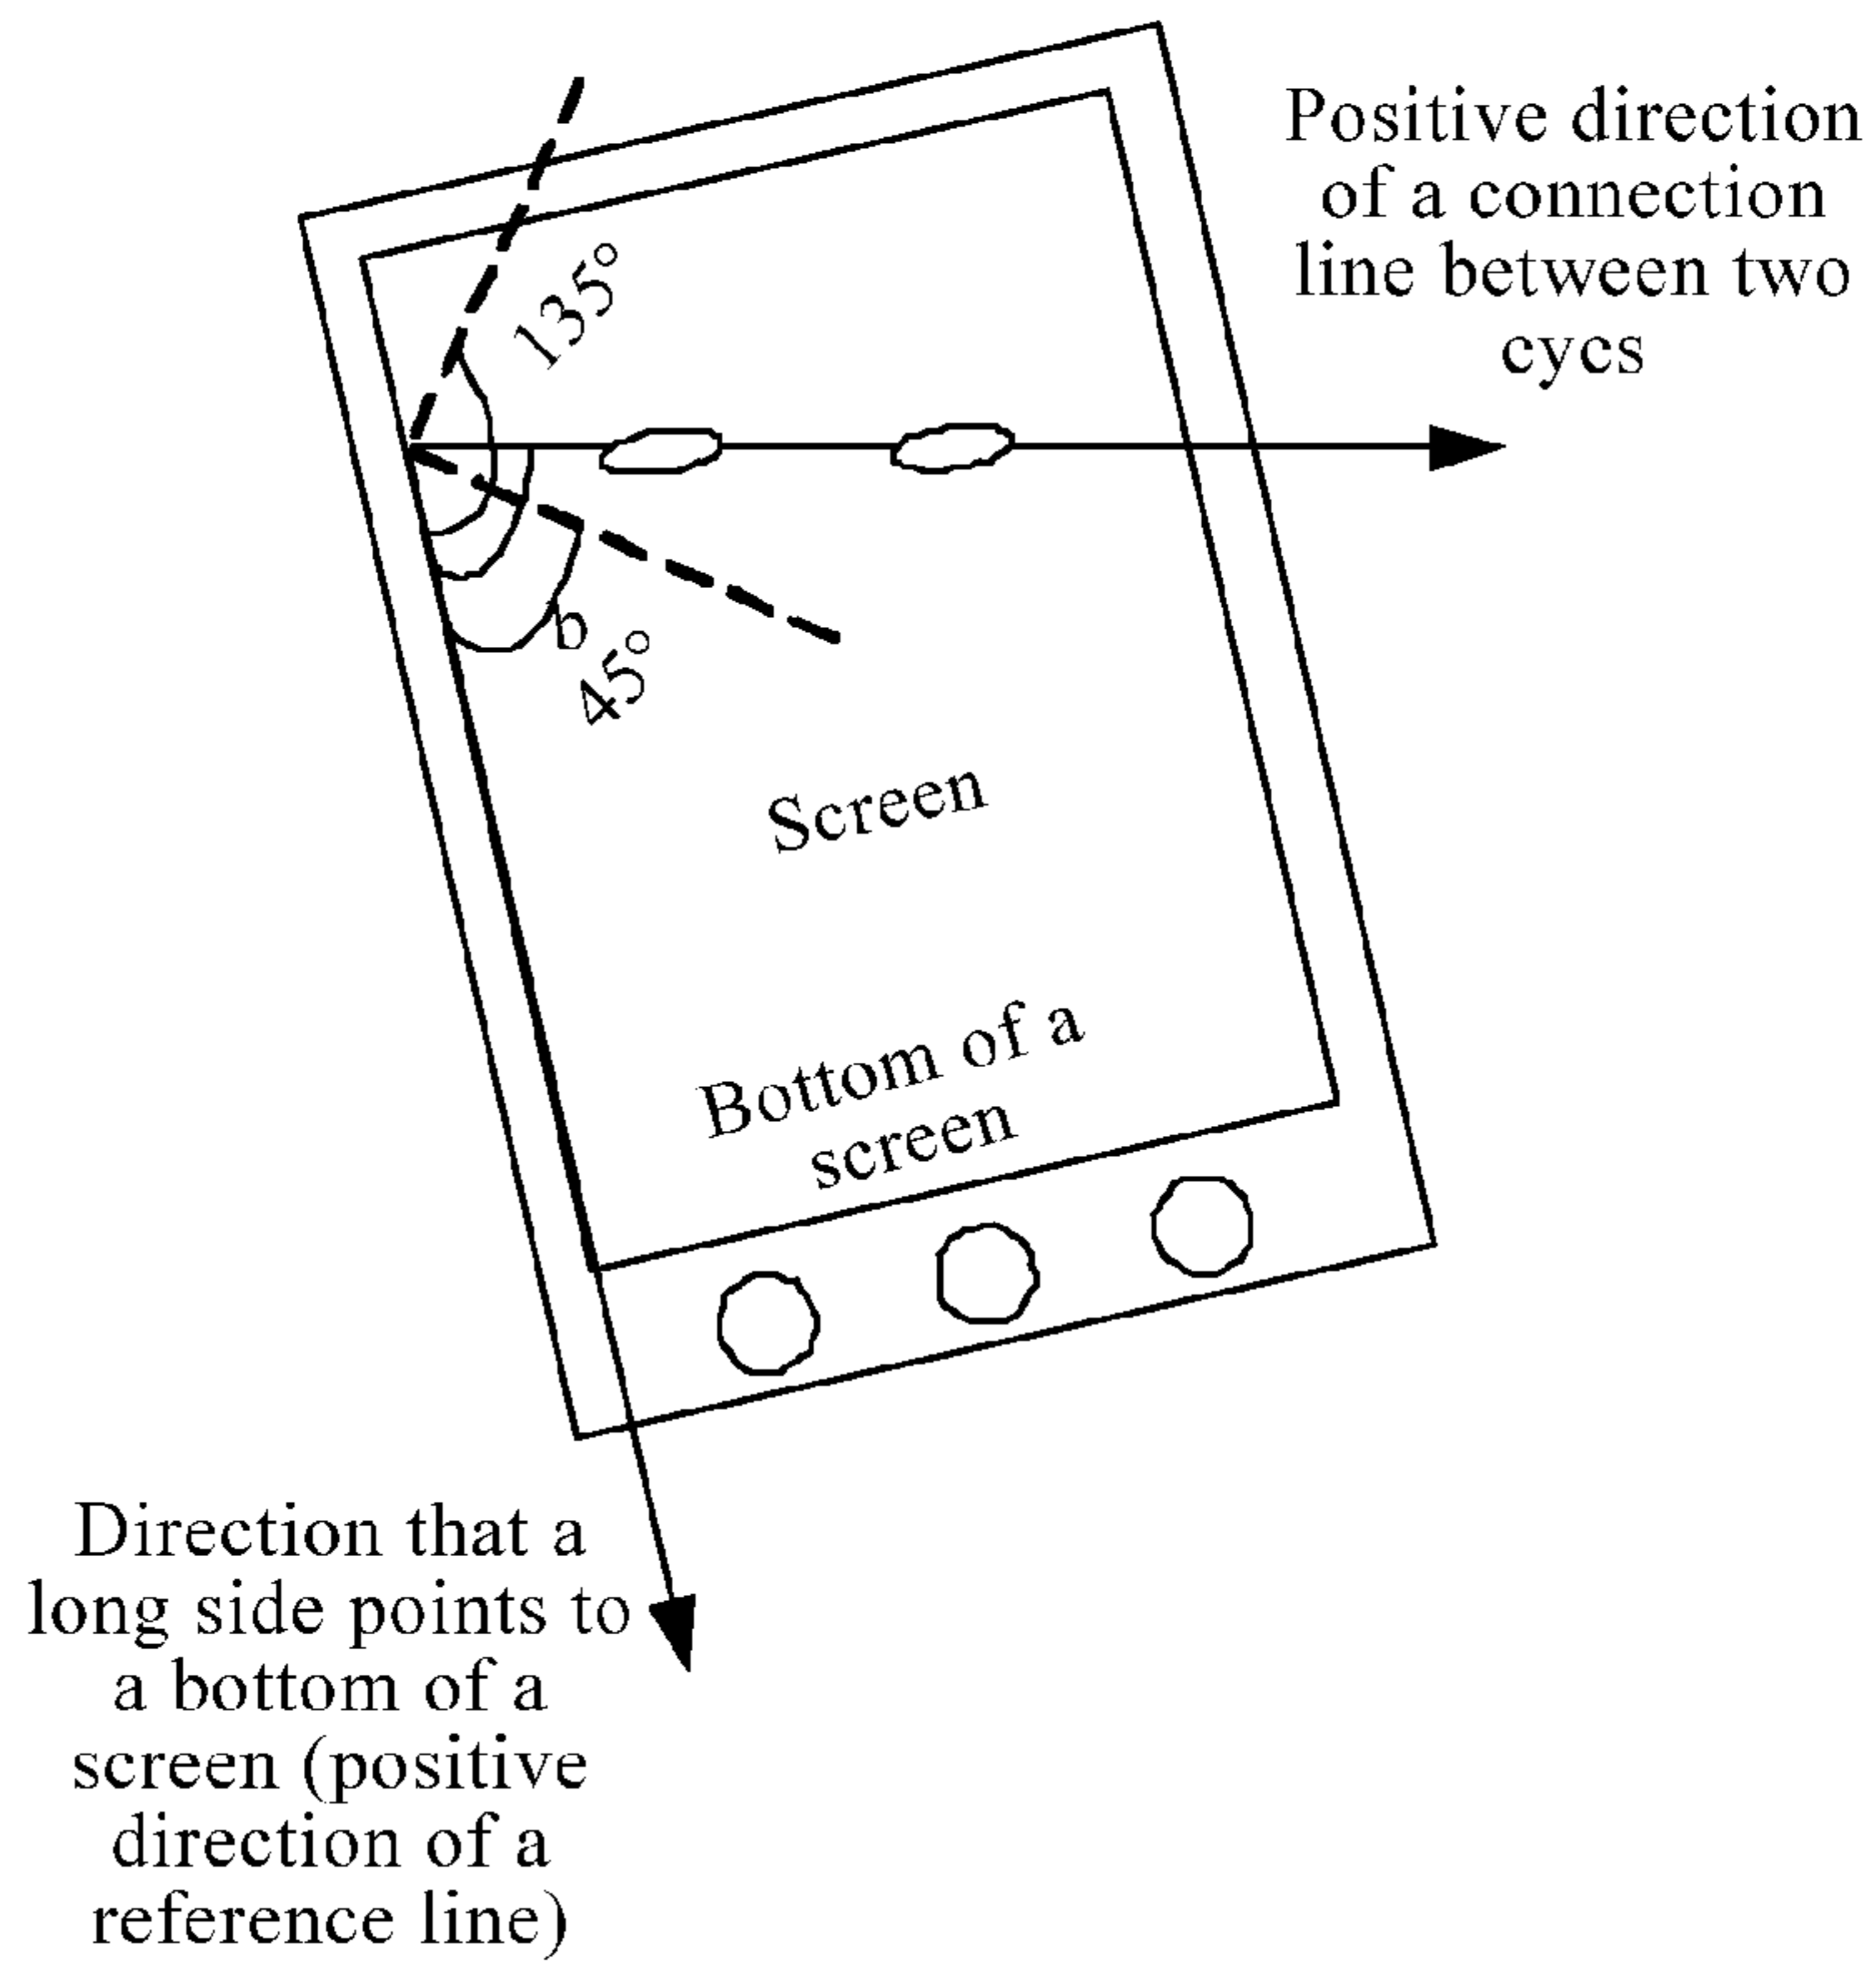 Positive direction
of a connection
line between two
cycs
135°
b
45°
Screen
Bottom of a
screen
Direction that a
long side points to
a bottom of a
screen (positive
direction of a
reference line)